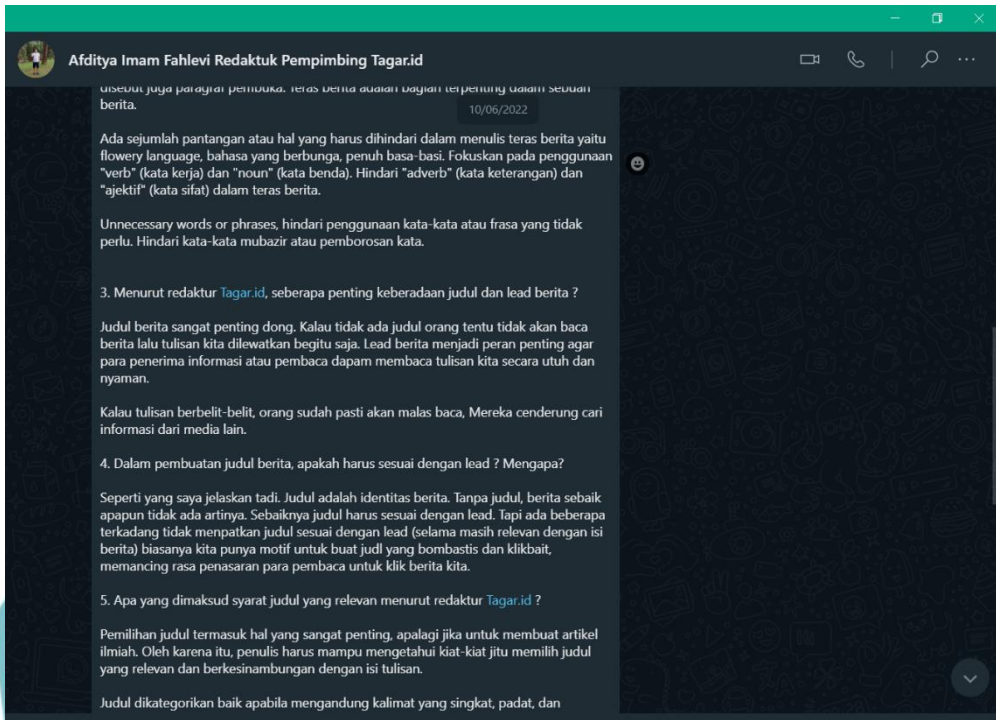 Afditya Imam Fahlevi Redaktuk Pempimbing Tagar.id
disebut juga paragraf pembuka. Teras berita adalah bagian terpenting dalam sebuah
berita.
10/06/2022
Ada sejumlah pantangan atau hal yang harus dihindari dalam menulis teras berita yaitu
flowery language, bahasa yang berbunga, penuh basa-basi. Fokuskan pada penggunaan
"verb" (kata kerja) dan "noun" (kata benda). Hindari "adverb" (kata keterangan) dan
"ajektif" (kata sifat) dalam teras berita.
Unnecessary words or phrases, hindari penggunaan kata-kata atau frasa yang tidak
perlu. Hindari kata-kata mubazir atau pemborosan kata.
3. Menurut redaktur Tagar.id, seberapa penting keberadaan judul dan lead berita ?
Judul berita sangat penting dong. Kalau tidak ada judul orang tentu tidak akan baca
berita lalu tulisan kita dilewatkan begitu saja. Lead berita menjadi peran penting agar
para penerima informasi atau pembaca dapam membaca tulisan kita secara utuh dan
nyaman.
Kalau tulisan berbelit-belit, orang sudah pasti akan malas baca, Mereka cenderung cari
informasi dari media lain.
4. Dalam pembuatan judul berita, apakah harus sesuai dengan lead ? Mengapa?
Seperti yang saya jelaskan tadi. Judul adalah identitas berita. Tanpa judul, berita sebaik
apapun tidak ada artinya. Sebaiknya judul harus sesuai dengan lead. Tapi ada beberapa
terkadang tidak menpatkan judul sesuai dengan lead (selama masih relevan dengan isi
berita) biasanya kita punya motif untuk buat judl yang bombastis dan klikbait,
memancing rasa penasaran para pembaca untuk klik berita kita.
5. Apa yang dimaksud syarat judul yang relevan menurut redaktur Tagar.id ?
Pemilihan judul termasuk hal yang sangat penting, apalagi jika untuk membuat artikel
ilmiah. Oleh karena itu, penulis harus mampu mengetahui kiat-kiat jitu memilih judul
yang relevan dan berkesinambungan dengan isi tulisan.
Judul dikategorikan baik apabila mengandung kalimat yang singkat, padat, dan